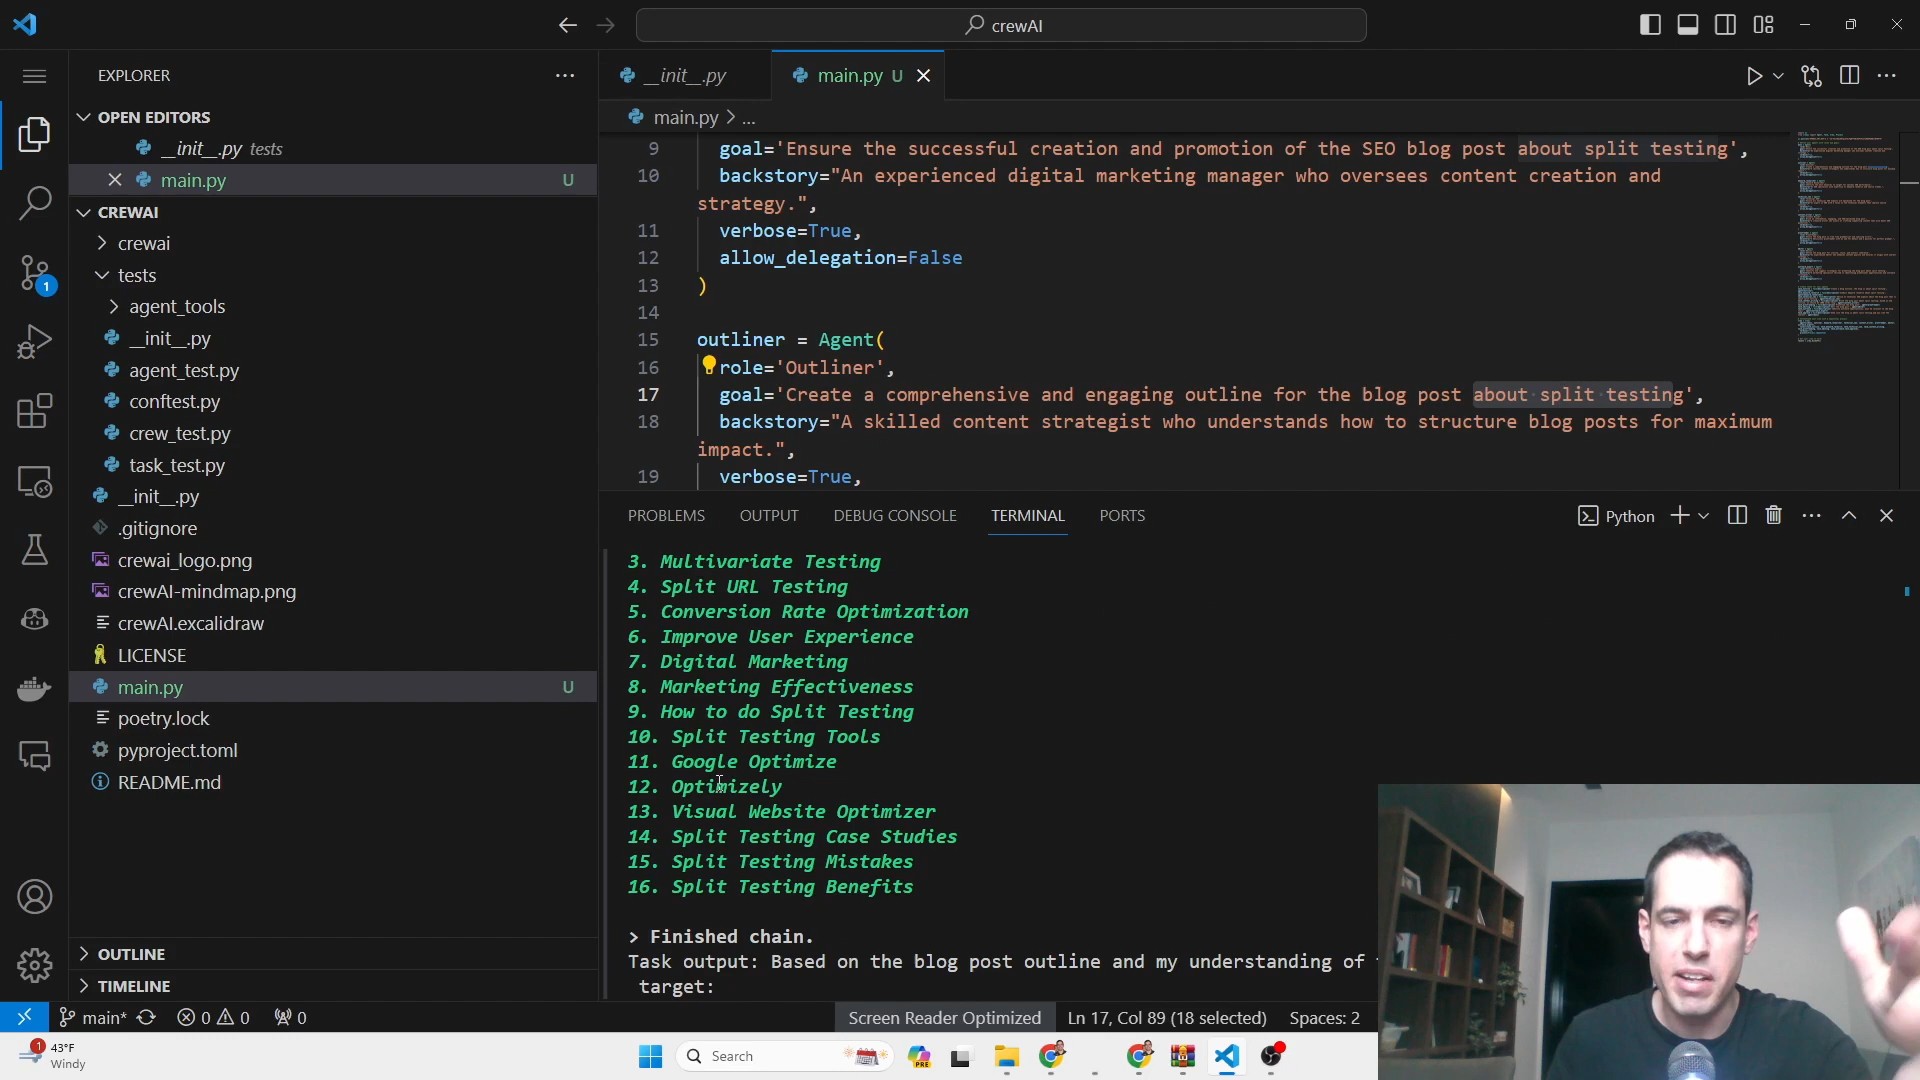 crewAI
EXPLORER
__init__.py
main.py U
OPEN EDITORS
main.py > ...
__init__.py tests
main.py U
CREWAI
crewai
tests
agent_tools
__init__.py
agent_test.py
conftest.py
crew_test.py
task_test.py
__init__.py
.gitignore
crewai_logo.png
crewAI-mindmap.png
crewAI.excalidraw
LICENSE
main.py U
poetry.lock
pyproject.toml
README.md
OUTLINE
TIMELINE
1
9 goal='Ensure the successful creation and promotion of the SEO blog post about split testing',
10 backstory="An experienced digital marketing manager who oversees content creation and
strategy.",
11 verbose=True,
12 allow_delegation=False
13 )
14
15 outliner = Agent(
16 role='Outliner',
17 goal='Create a comprehensive and engaging outline for the blog post about split testing',
18 backstory="A skilled content strategist who understands how to structure blog posts for maximum
impact.",
19 verbose=True,
PROBLEMS OUTPUT DEBUG CONSOLE TERMINAL PORTS
Python
3. Multivariate Testing
4. Split URL Testing
5. Conversion Rate Optimization
6. Improve User Experience
7. Digital Marketing
8. Marketing Effectiveness
9. How to do Split Testing
10. Split Testing Tools
11. Google Optimize
12. Optimizely
13. Visual Website Optimizer
14. Split Testing Case Studies
15. Split Testing Mistakes
16. Split Testing Benefits
> Finished chain.
Task output: Based on the blog post outline and my understanding of
target:
main* 0 0 0
Screen Reader Optimized Ln 17, Col 89 (18 selected) Spaces: 2
1
43°F
Windy
Search
PRE